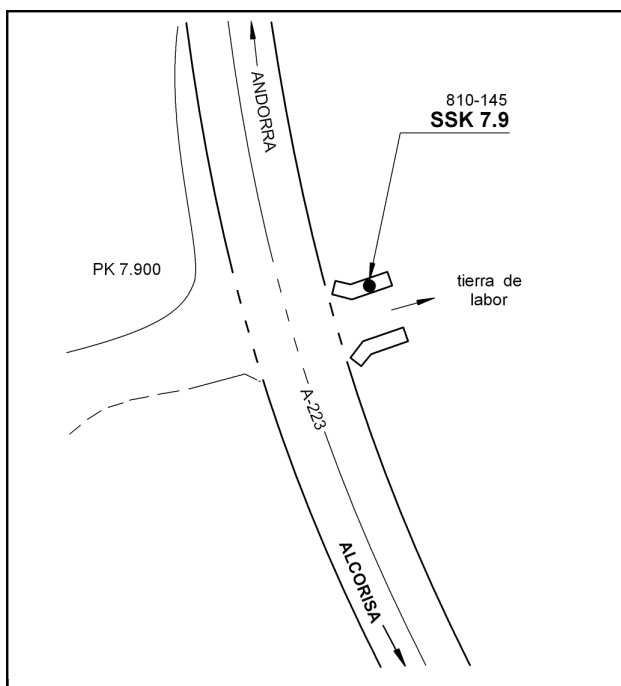 ANDORRA
810-145
SSK 7.9
PK 7.900
tierra de
labor
A-223
ALCORISA